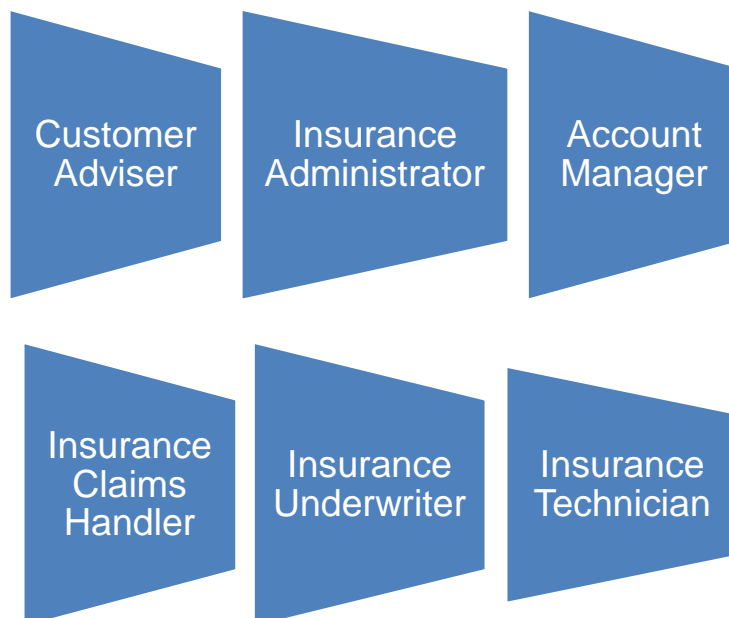 Customer
Adviser
Insurance
Administrator
Account
Manager
Insurance
Claims
Handler
Insurance
Underwriter
Insurance
Technician